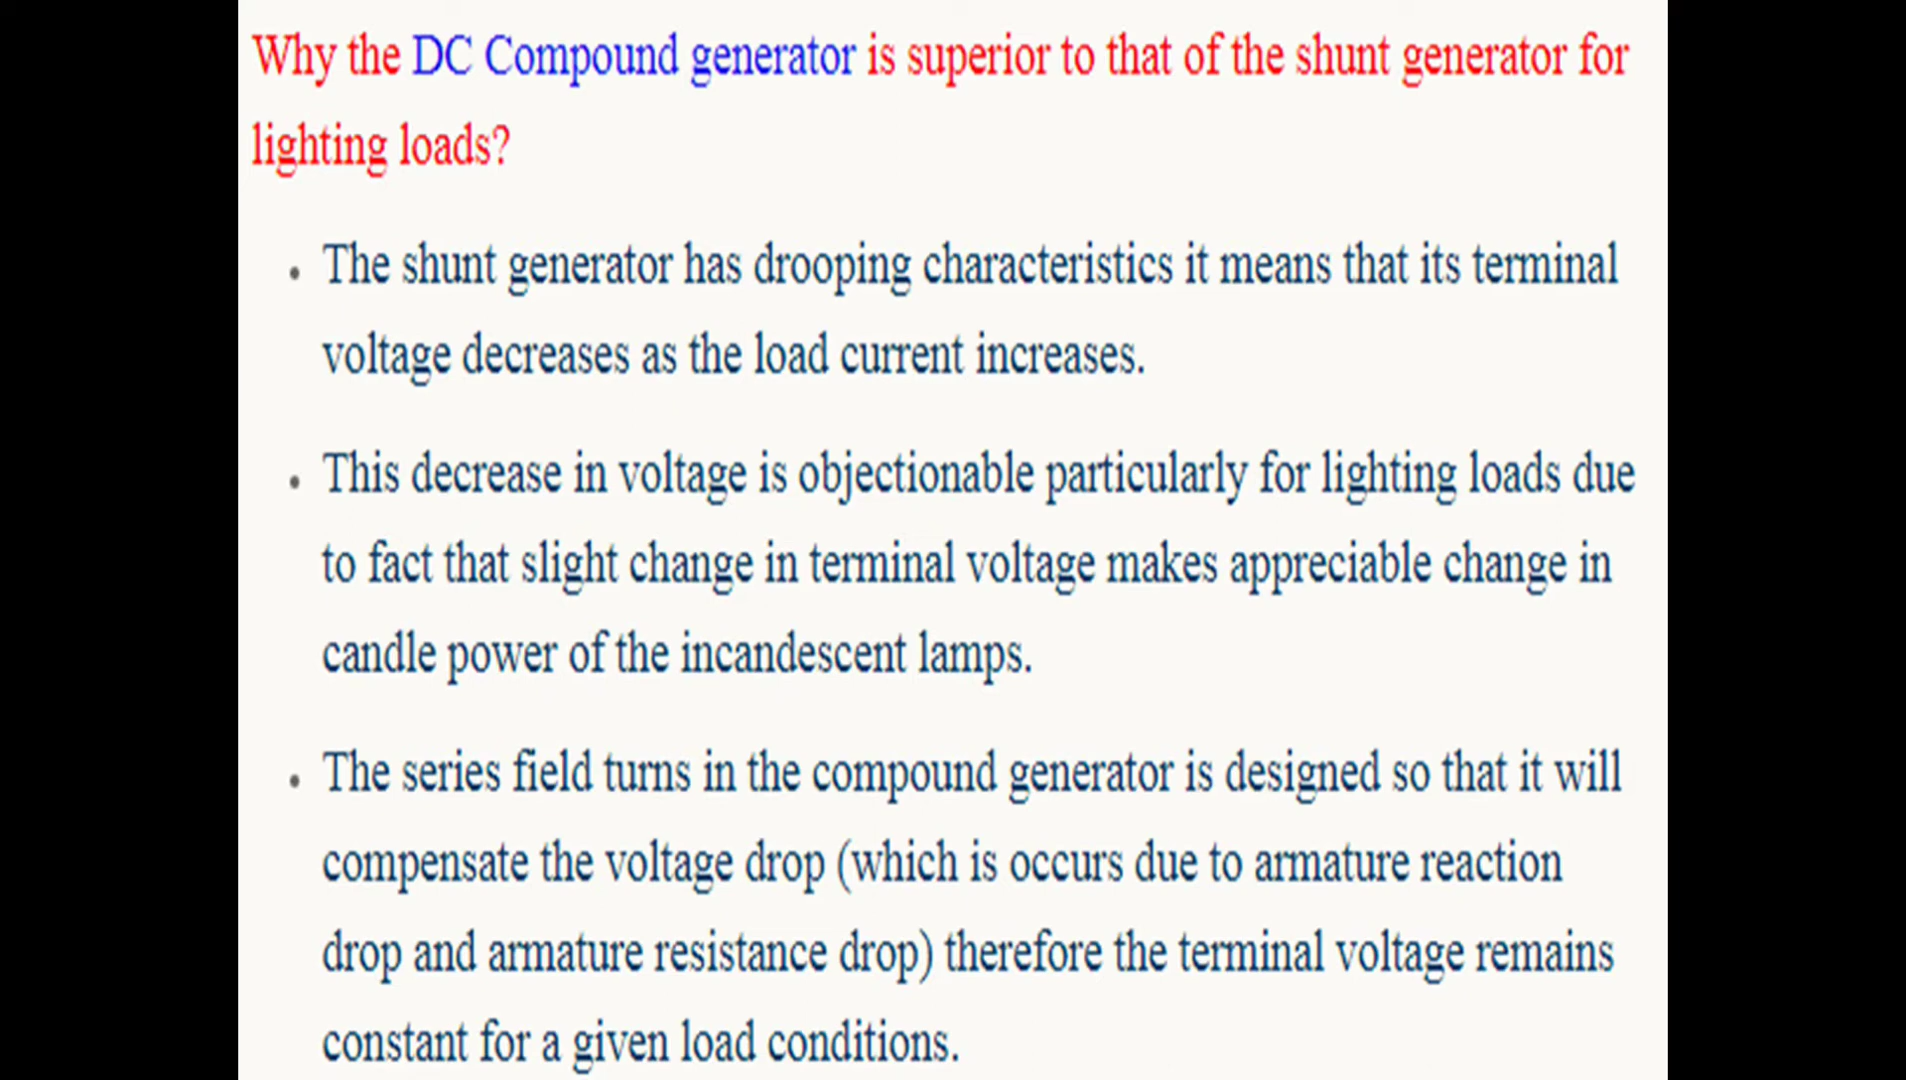 Why the DC Compound generator is superior to that of the shunt generator for
lighting loads?
• The shunt generator has drooping characteristics it means that its terminal
voltage decreases as the load current increases.
• This decrease in voltage is objectionable particularly for lighting loads due
to fact that slight change in terminal voltage makes appreciable change in
candle power of the incandescent lamps.
• The series field turns in the compound generator is designed so that it will
compensate the voltage drop (which is occurs due to armature reaction
drop and armature resistance drop) therefore the terminal voltage remains
constant for a given load conditions.